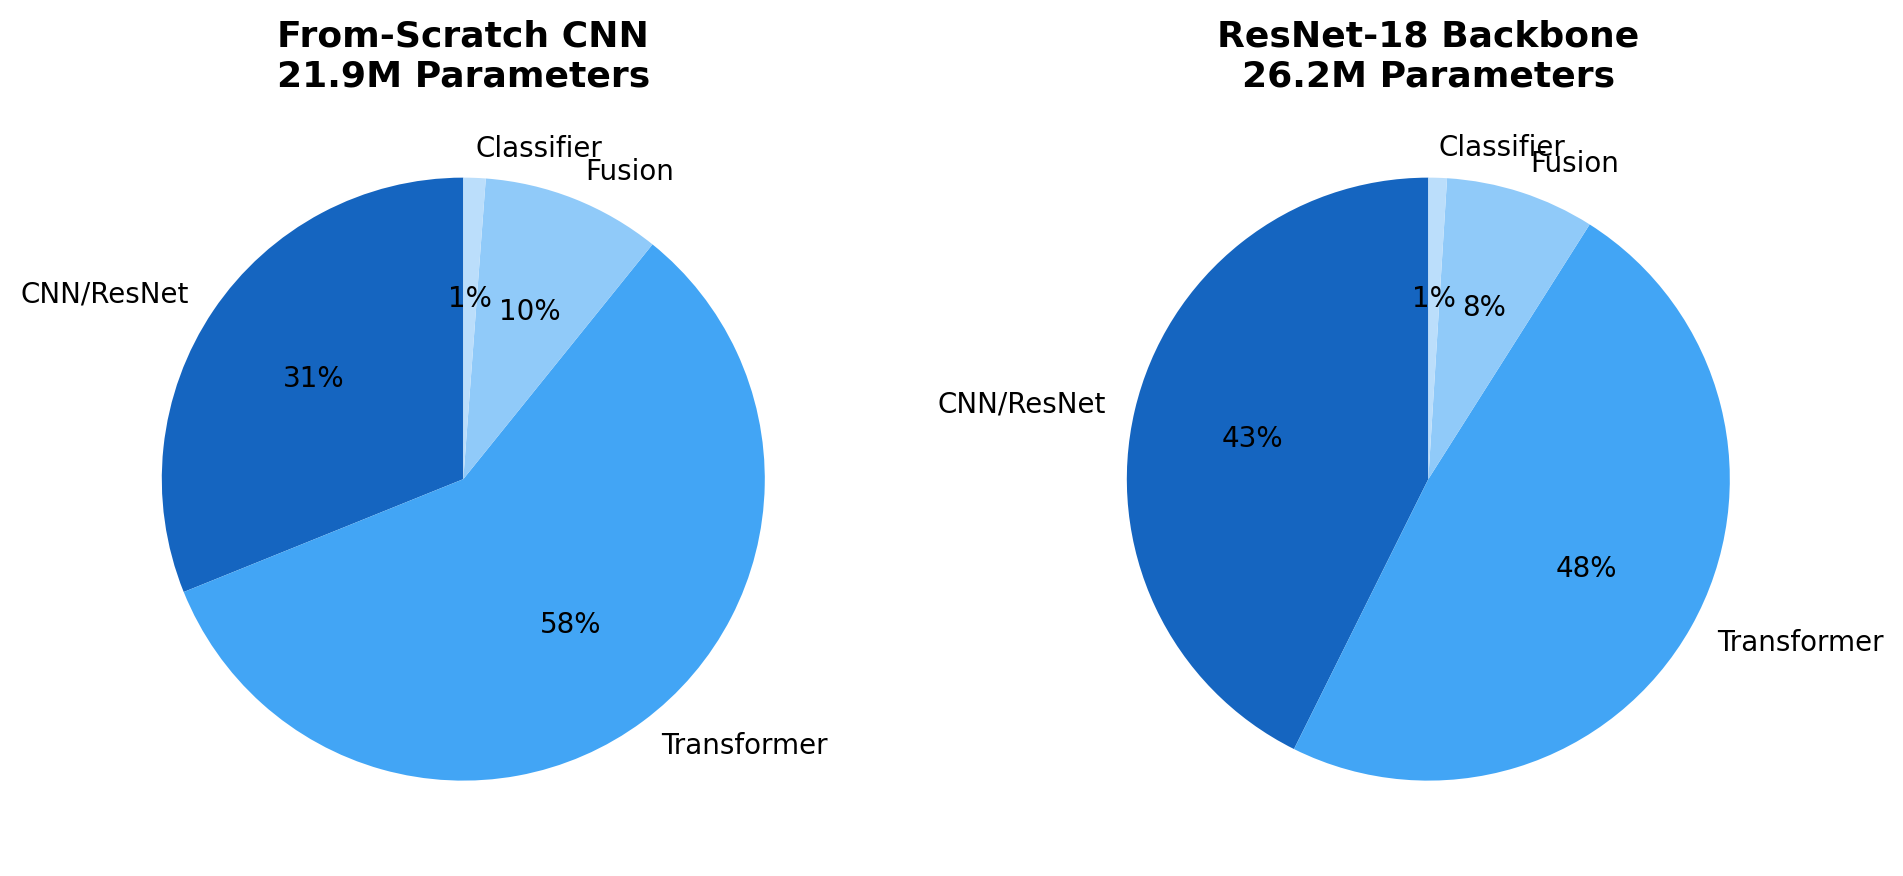 From-Scratch CNN
21.9M Parameters
Classifier
Fusion
CNN/ResNet
1%
10%
31%
58%
Transformer
ResNet-18 Backbone
26.2M Parameters
Classifier
Fusion
1%
8%
CNN/ResNet
43%
48%
Transformer